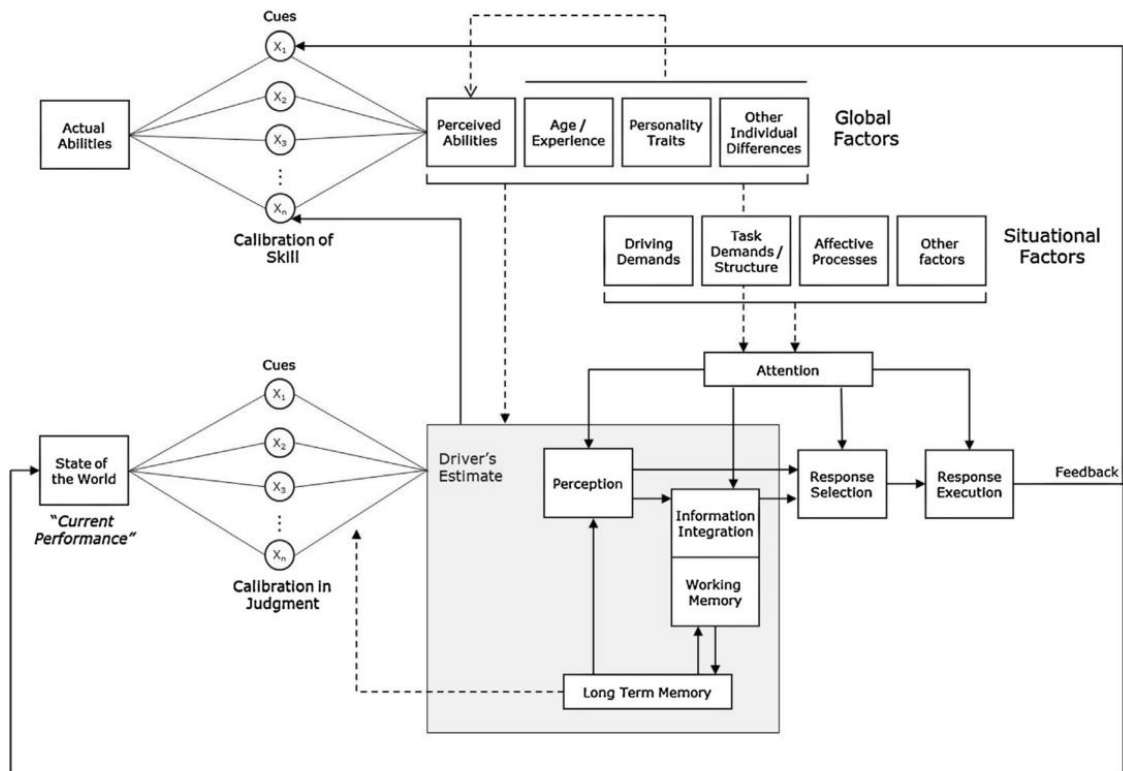 Cues
X1
X2
X3
Xn
Actual
Abilities
Calibration of
Skill
Perceived
Abilities
Age /
Experience
Personality
Traits
Other
Individual
Differences
Global
Factors
Driving
Demands
Task
Demands /
Structure
Affective
Processes
Other
factors
Situational
Factors
Attention
Cues
X1
X2
X3
Xn
State of
the World
"Current
Performance"
Calibration in
Judgment
Driver's
Estimate
Perception
Information
Integration
Working
Memory
Long Term Memory
Response
Selection
Response
Execution
Feedback